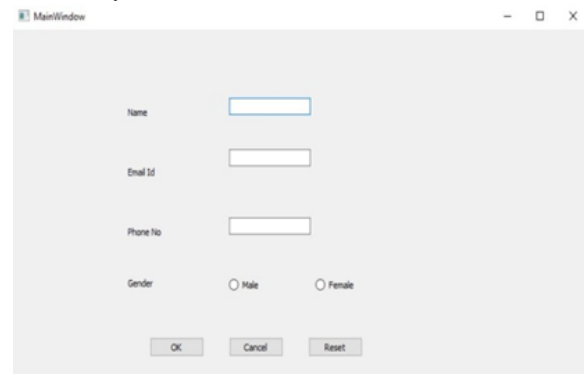 MainWindow
Name
Email Id
Phone No
Gender Male Female
OK Cancel Reset